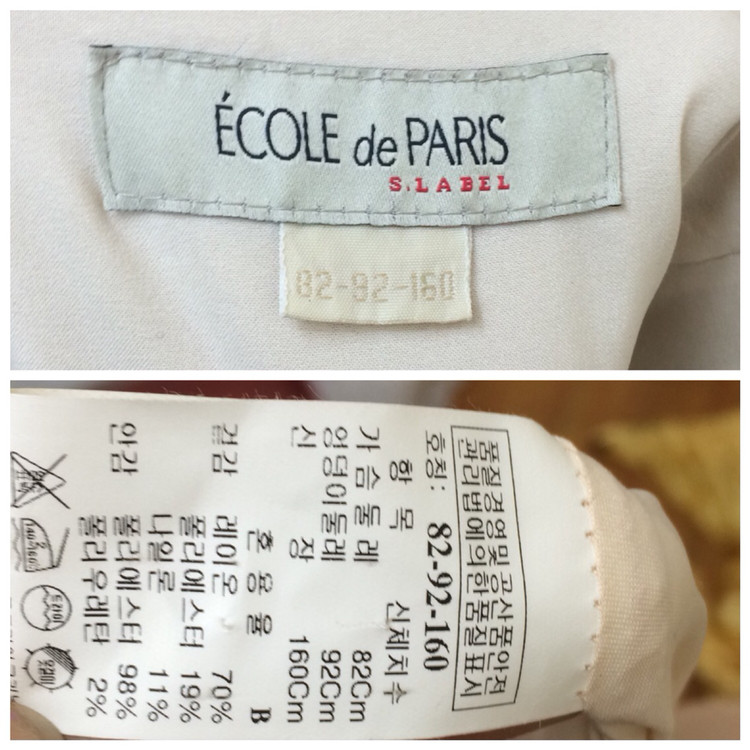 ÉCOLE de PARIS
S.LABEL
82-92-160
품질경영및공산품안전
관리법에의한품질표시
호칭: 82-92-160
항 목 신체치수
가슴둘레 82Cm
엉덩이둘레 92Cm
신 장 160Cm
혼 용 율 B
겉감 레이온 70%
폴리에스터 19%
나일론 11%
안감 폴리에스터 98%
폴리우레탄 2%
드라이